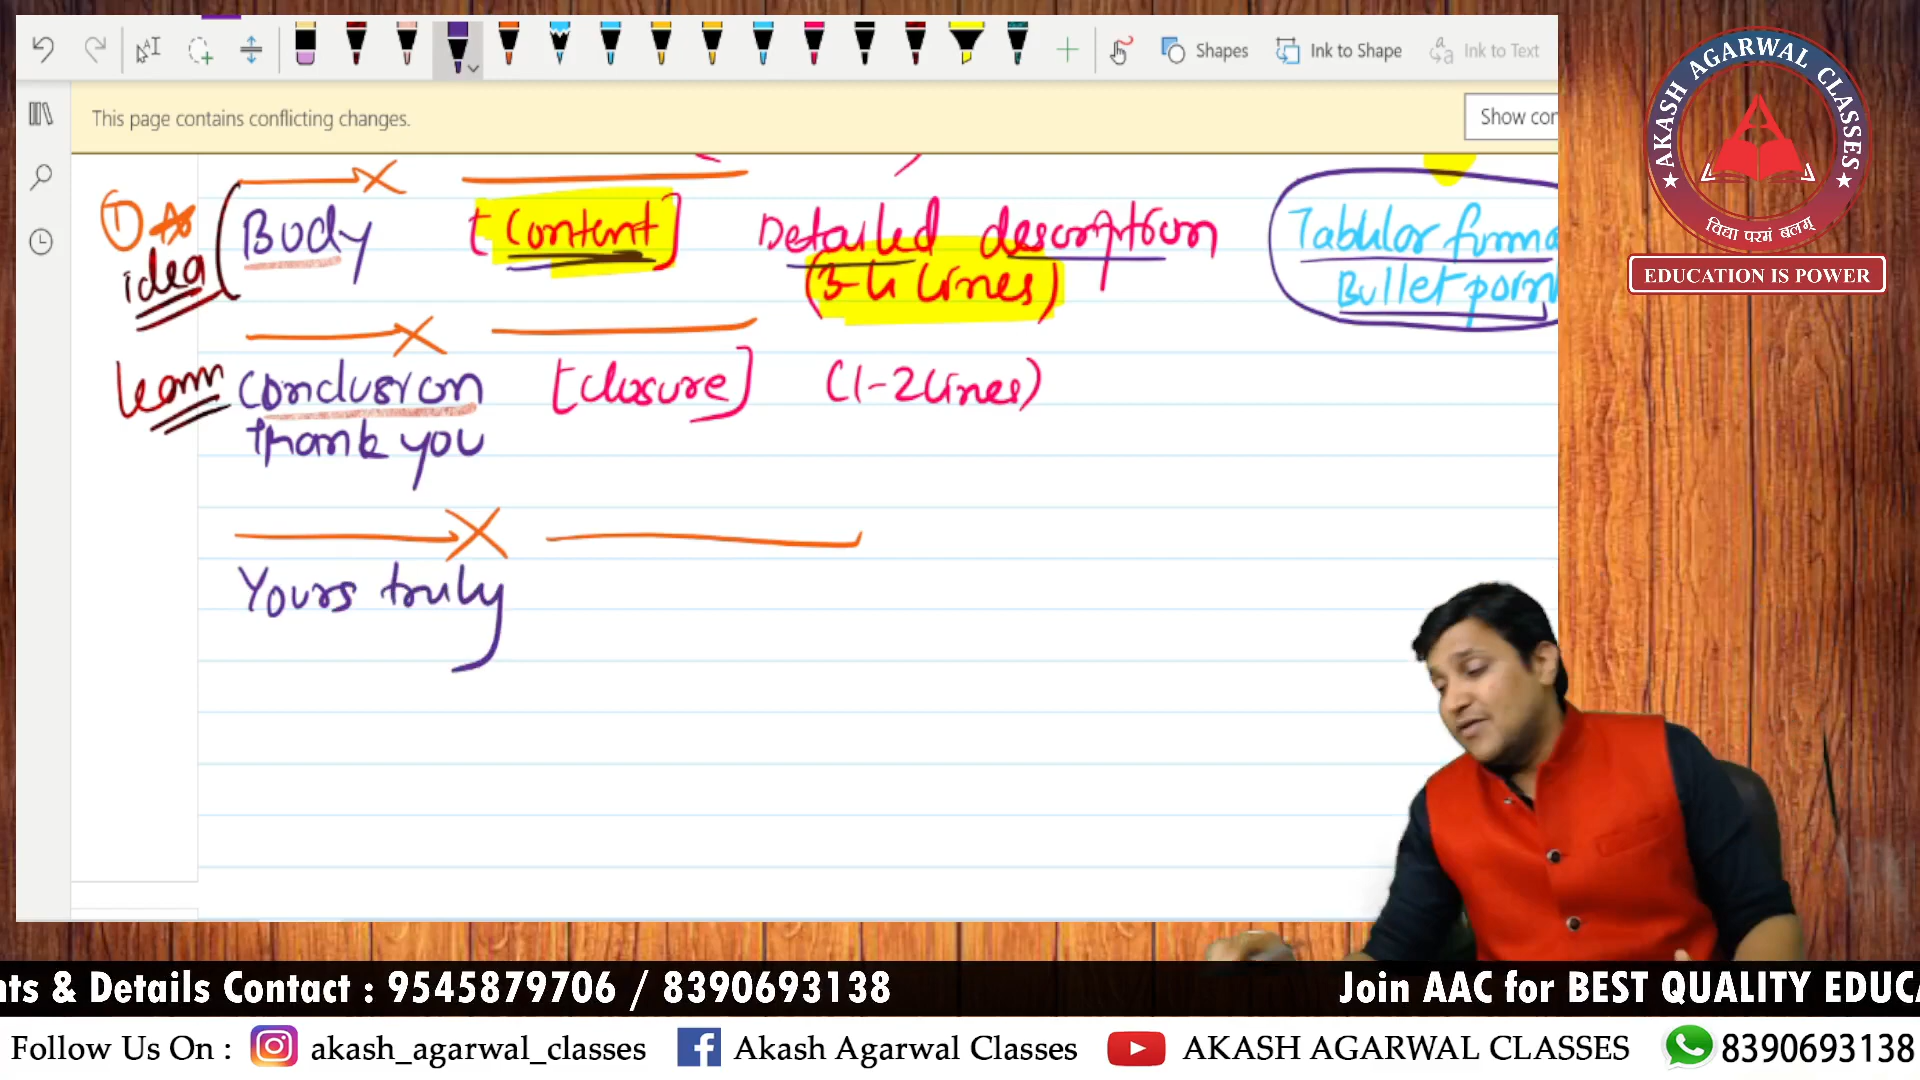 Shapes
Ink to Shape
Ink to Text
This page contains conflicting changes.
Show con
AKASH AGARWAL CLASSES
विद्या परमं बलम्
EDUCATION IS POWER
①
idea
Body [Content] Detailed description
(3-4 lines)
Tabular forma
Bullet poin
learn
Conclusion [closure] (1-2 lines)
Thank you
Yours truly
nts & Details Contact : 9545879706 / 8390693138
Join AAC for BEST QUALITY EDUCA
Follow Us On : akash_agarwal_classes Akash Agarwal Classes AKASH AGARWAL CLASSES 8390693138